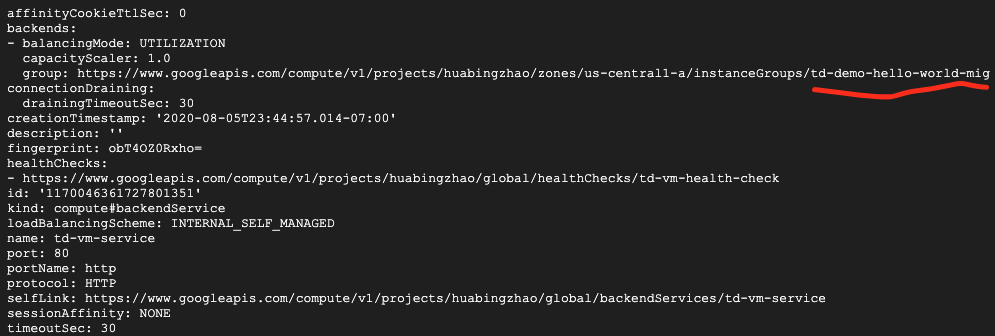 affinityCookieTtlSec: 0
backends:
- balancingMode: UTILIZATION
  capacityScaler: 1.0
  group: https://www.googleapis.com/compute/v1/projects/huabingzhao/zones/us-central1-a/instanceGroups/td-demo-hello-world-mig
connectionDraining:
  drainingTimeoutSec: 30
creationTimestamp: '2020-08-05T23:44:57.014-07:00'
description: ''
fingerprint: obT4OZ0Rxho=
healthChecks:
- https://www.googleapis.com/compute/v1/projects/huabingzhao/global/healthChecks/td-vm-health-check
id: '1170046361727801351'
kind: compute#backendService
loadBalancingScheme: INTERNAL_SELF_MANAGED
name: td-vm-service
port: 80
portName: http
protocol: HTTP
selfLink: https://www.googleapis.com/compute/v1/projects/huabingzhao/global/backendServices/td-vm-service
sessionAffinity: NONE
timeoutSec: 30